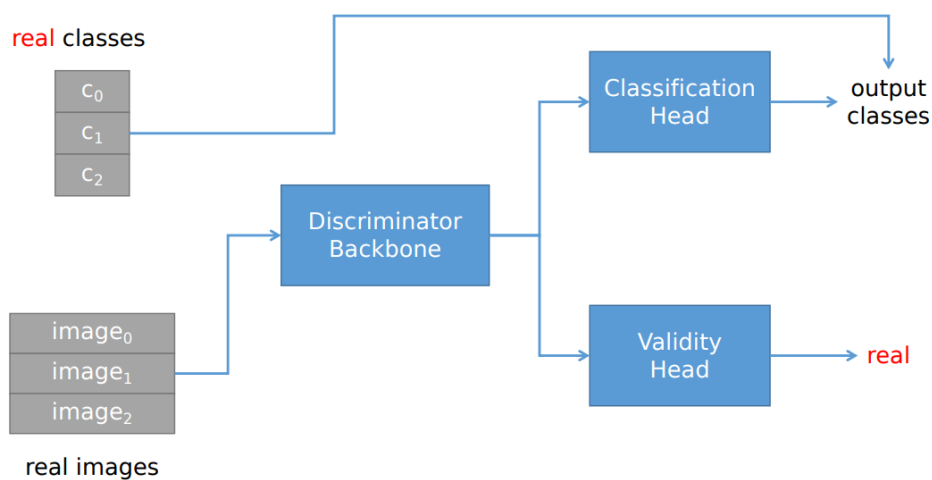 real classes
c₀
c₁
c₂
Discriminator
Backbone
Classification
Head
output
classes
image₀
image₁
image₂
real images
Validity
Head
real